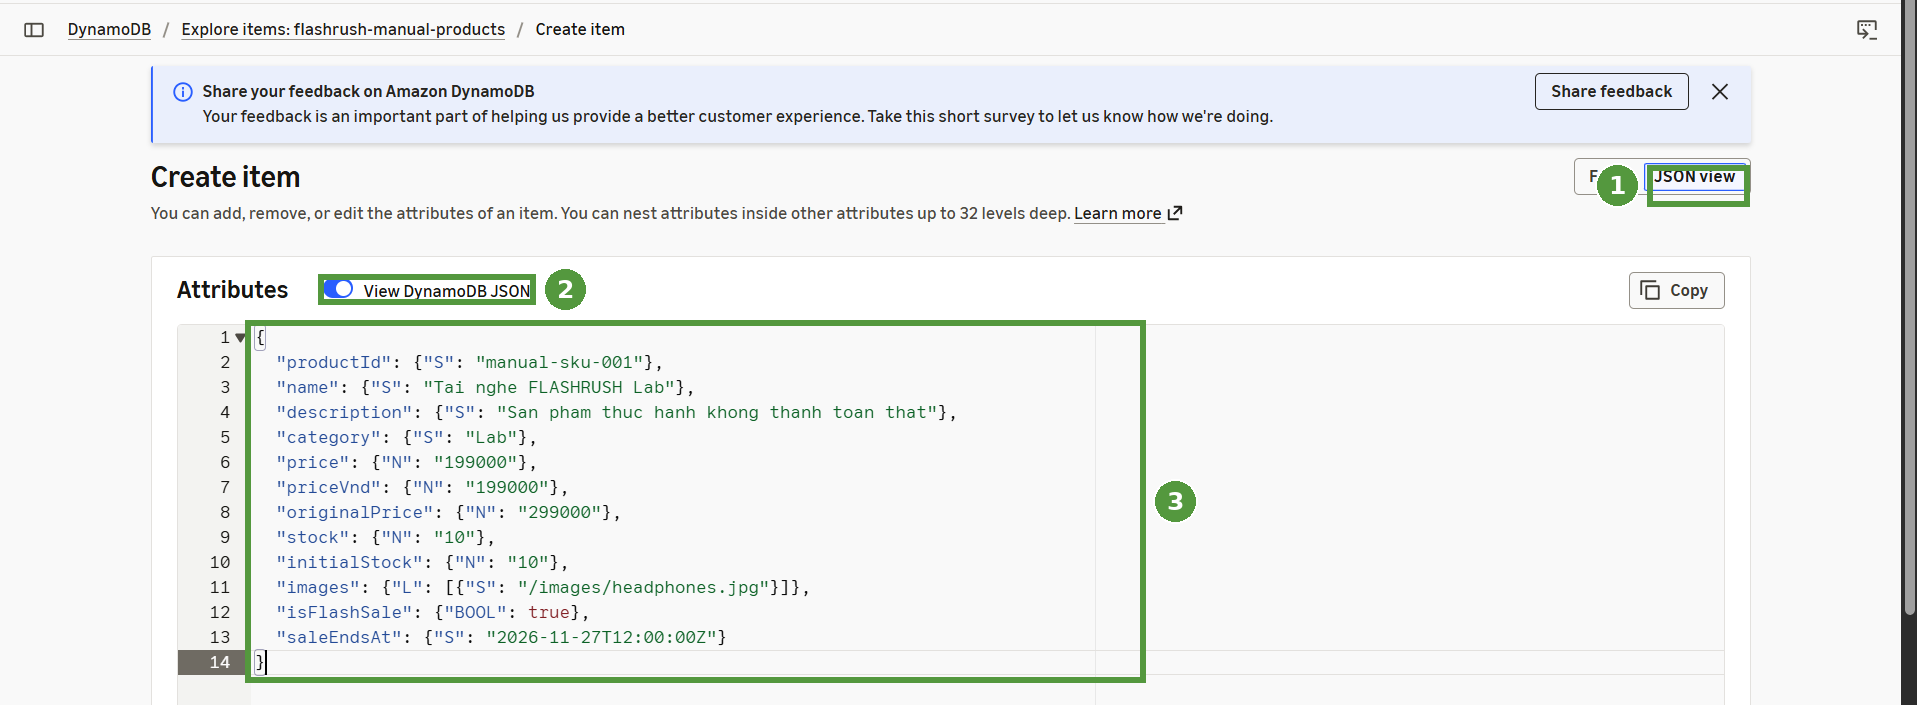 DynamoDB / Explore items: flashrush-manual-products / Create item
Share your feedback on Amazon DynamoDB
Your feedback is an important part of helping us provide a better customer experience. Take this short survey to let us know how we're doing.
Share feedback
Create item
F
1
JSON view
You can add, remove, or edit the attributes of an item. You can nest attributes inside other attributes up to 32 levels deep. Learn more
Attributes
View DynamoDB JSON
2
Copy
1 {
2 "productId": {"S": "manual-sku-001"},
3 "name": {"S": "Tai nghe FLASHRUSH Lab"},
4 "description": {"S": "San pham thuc hanh khong thanh toan that"},
5 "category": {"S": "Lab"},
6 "price": {"N": "199000"},
7 "priceVnd": {"N": "199000"},
8 "originalPrice": {"N": "299000"},
9 "stock": {"N": "10"},
10 "initialStock": {"N": "10"},
11 "images": {"L": [{"S": "/images/headphones.jpg"}]},
12 "isFlashSale": {"BOOL": true},
13 "saleEndsAt": {"S": "2026-11-27T12:00:00Z"}
14 }
3